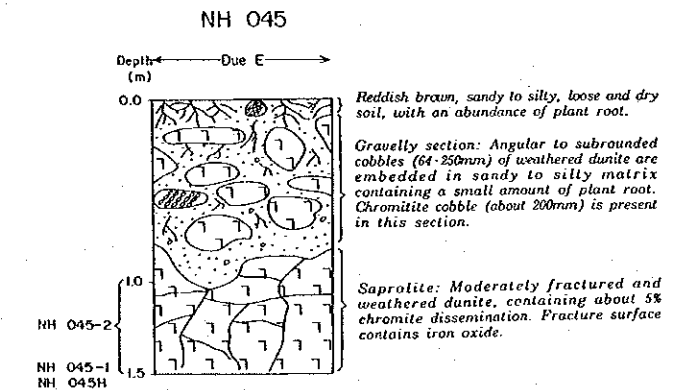 NH 045
Depth
Due E
(m)
0.0
Reddish brown, sandy to silty, loose and dry
soil, with an abundance of plant root.
Gravelly section: Angular to subrounded
cobbles (64-250mm) of weathered dunite are
embedded in sandy to silty matrix
containing a small amount of plant root.
Chromitite cobble (about 200mm) is present
in this section.
1.0
Saprolite: Moderately fractured and
weathered dunite, containing about 5%
chromite dissemination. Fracture surface
contains iron oxide.
NH 045-2
NH 045-1
1.5
NH 045H